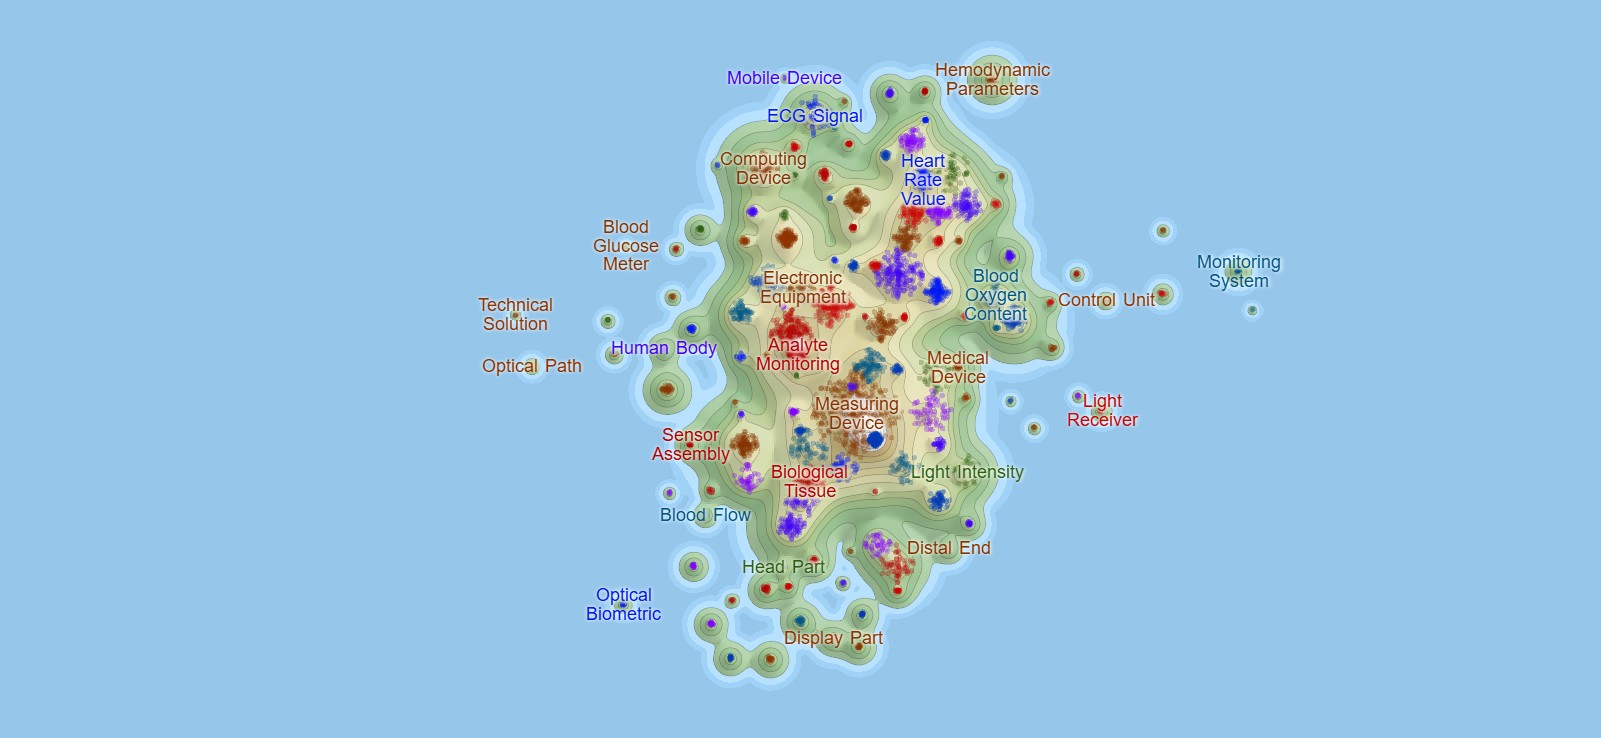 Hemodynamic
Parameters
Mobile Device
ECG Signal
Computing
Device
Heart
Rate
Value
Blood
Glucose
Meter
Monitoring
System
Electronic
Equipment
Blood
Oxygen
Content
Control Unit
Technical
Solution
Human Body
Analyte
Monitoring
Optical Path
Medical
Device
Measuring
Device
Light
Receiver
Sensor
Assembly
Biological
Tissue
Light Intensity
Blood Flow
Distal End
Head Part
Optical
Biometric
Display Part